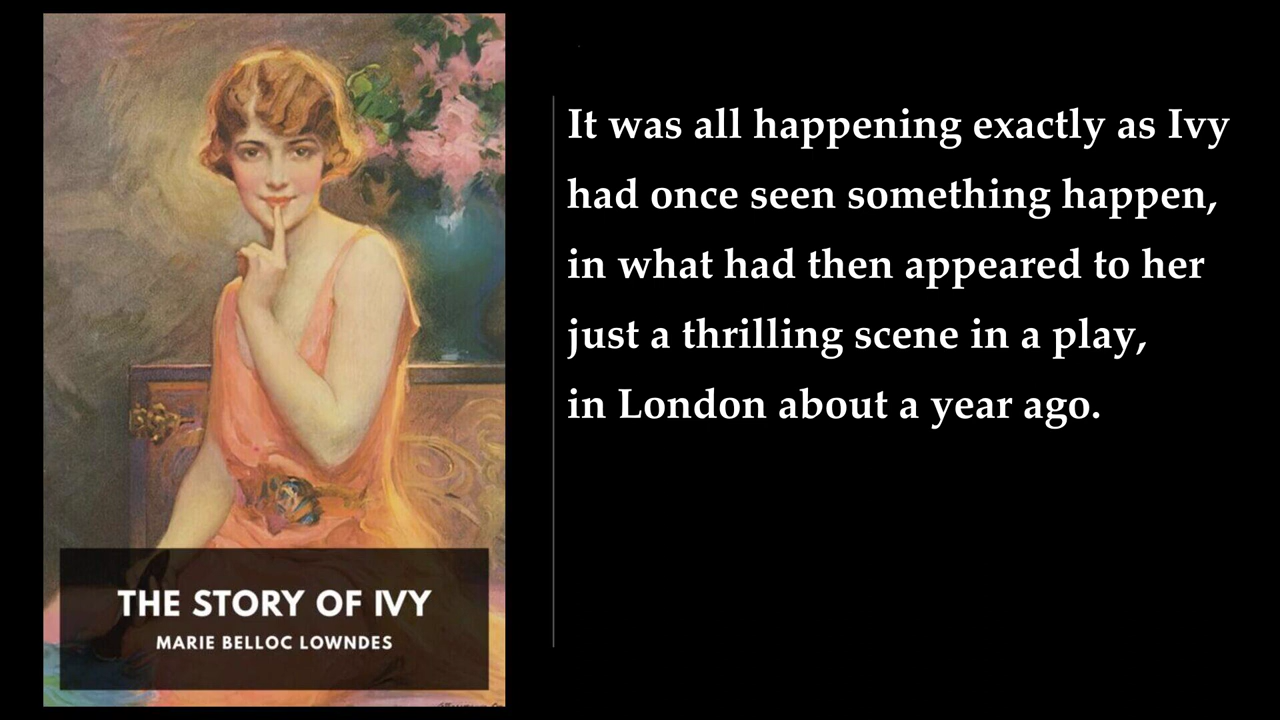 THE STORY OF IVY
MARIE BELLOC LOWNDES
It was all happening exactly as Ivy
had once seen something happen,
in what had then appeared to her
just a thrilling scene in a play,
in London about a year ago.